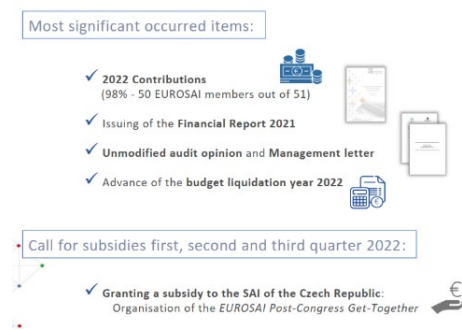 Most significant occurred items:
2022 Contributions
(98% - 50 EUROSAI members out of 51)
Issuing of the Financial Report 2021
Unmodified audit opinion and Management letter
Advance of the budget liquidation year 2022
Call for subsidies first, second and third quarter 2022:
Granting a subsidy to the SAI of the Czech Republic:
Organisation of the EUROSAI Post-Congress Get-Together
€